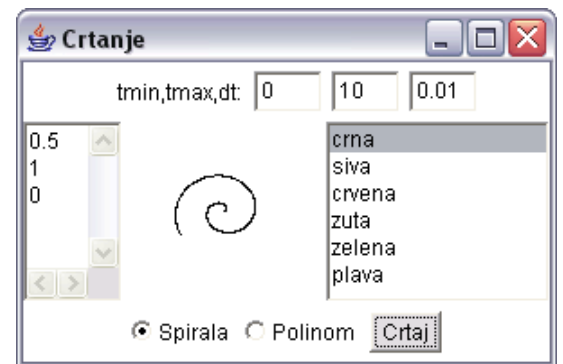 Crtanje
tmin,tmax,dt: 0 10 0.01
0.5
1
0
crna
siva
crvena
zuta
zelena
plava
Spirala Polinom Crtaj